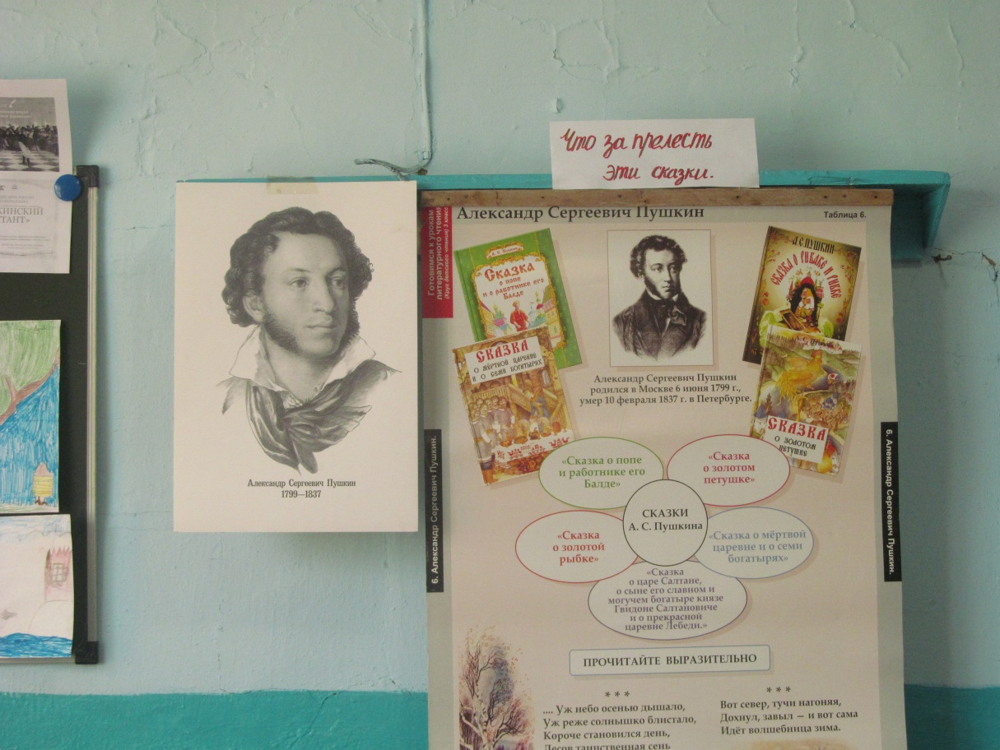 КИНСКИЙ
ТАНТ»
Александр Сергеевич Пушкин
1799—1837
Что за прелесть
эти сказки.
Готовимся к урокам
литературного чтения
Александр Сергеевич Пушкин
Таблица 6.
Сказка
о попе
и о работнике его
Балде
СКАЗКА
О МЁРТВОЙ ЦАРЕВНЕ
И О СЕМИ БОГАТЫРЯХ
А.С. ПУШКИН
СКАЗКА О РЫБАКЕ И РЫБКЕ
СКАЗКА
О ЗОЛОТОМ
ПЕТУШКЕ
Александр Сергеевич Пушкин
родился в Москве 6 июня 1799 г.,
умер 10 февраля 1837 г. в Петербурге.
6. Александр Сергеевич Пушкин.
6. Александр Сергеевич Пушкин.
«Сказка о попе
и работнике его
Балде»
«Сказка
о золотом
петушке»
СКАЗКИ
А. С. Пушкина
«Сказка
о золотой
рыбке»
«Сказка о мёртвой
царевне и о семи
богатырях»
«Сказка
о царе Салтане,
о сыне его славном и
могучем богатыре князе
Гвидоне Салтановиче
и о прекрасной
царевне Лебеди.»
ПРОЧИТАЙТЕ ВЫРАЗИТЕЛЬНО
* * *
.... Уж небо осенью дышало,
Уж реже солнышко блистало,
Короче становился день,
Лесов таинственная сень
* * *
Вот север, тучи нагоняя,
Дохнул, завыл — и вот сама
Идёт волшебница зима.